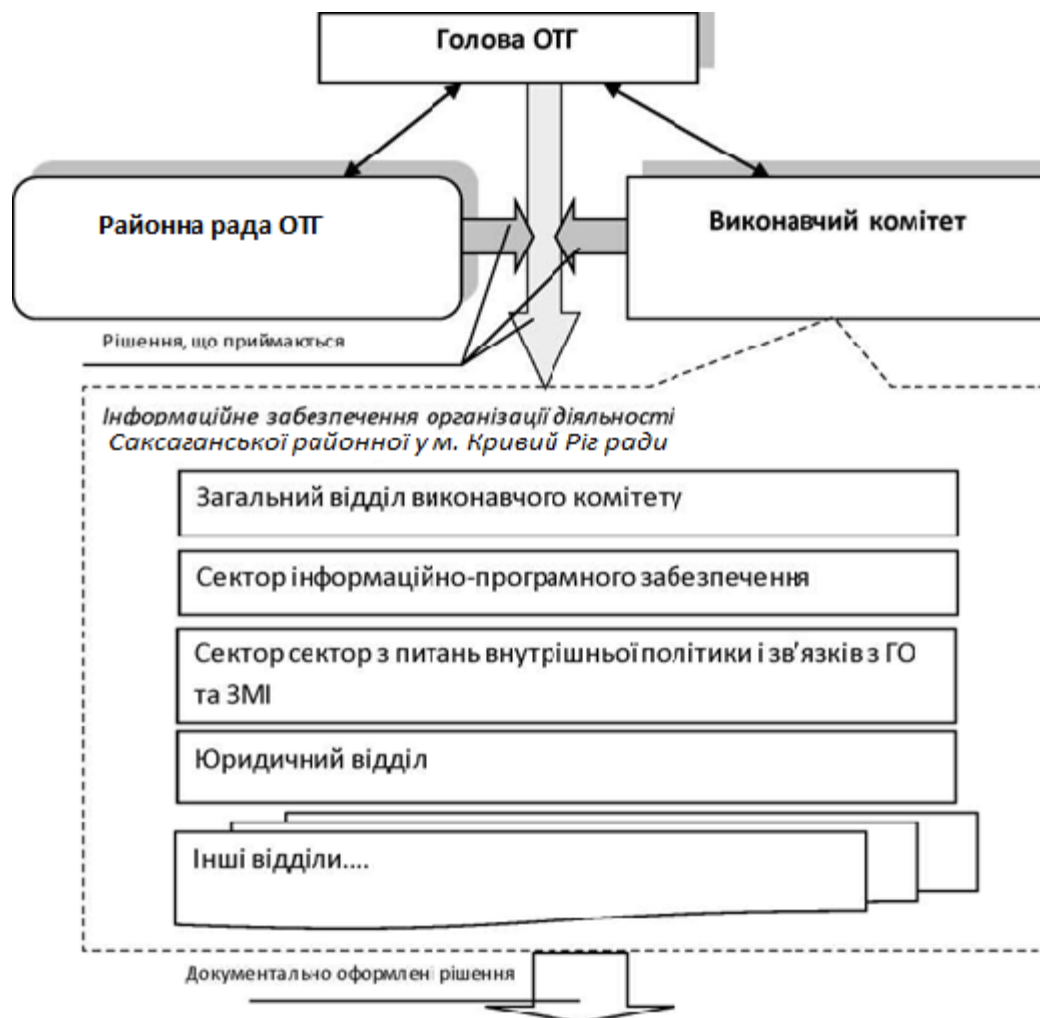 Голова ОТГ
Районна рада ОТГ
Виконавчий комітет
Рішення, що приймаються
Інформаційне забезпечення організації діяльності
Саксаганської районної у м. Кривий Ріг ради
Загальний відділ виконавчого комітету
Сектор інформаційно-програмного забезпечення
Сектор сектор з питань внутрішньої політики і зв’язків з ГО
та ЗМІ
Юридичний відділ
Інші відділи....
Документально оформлені рішення